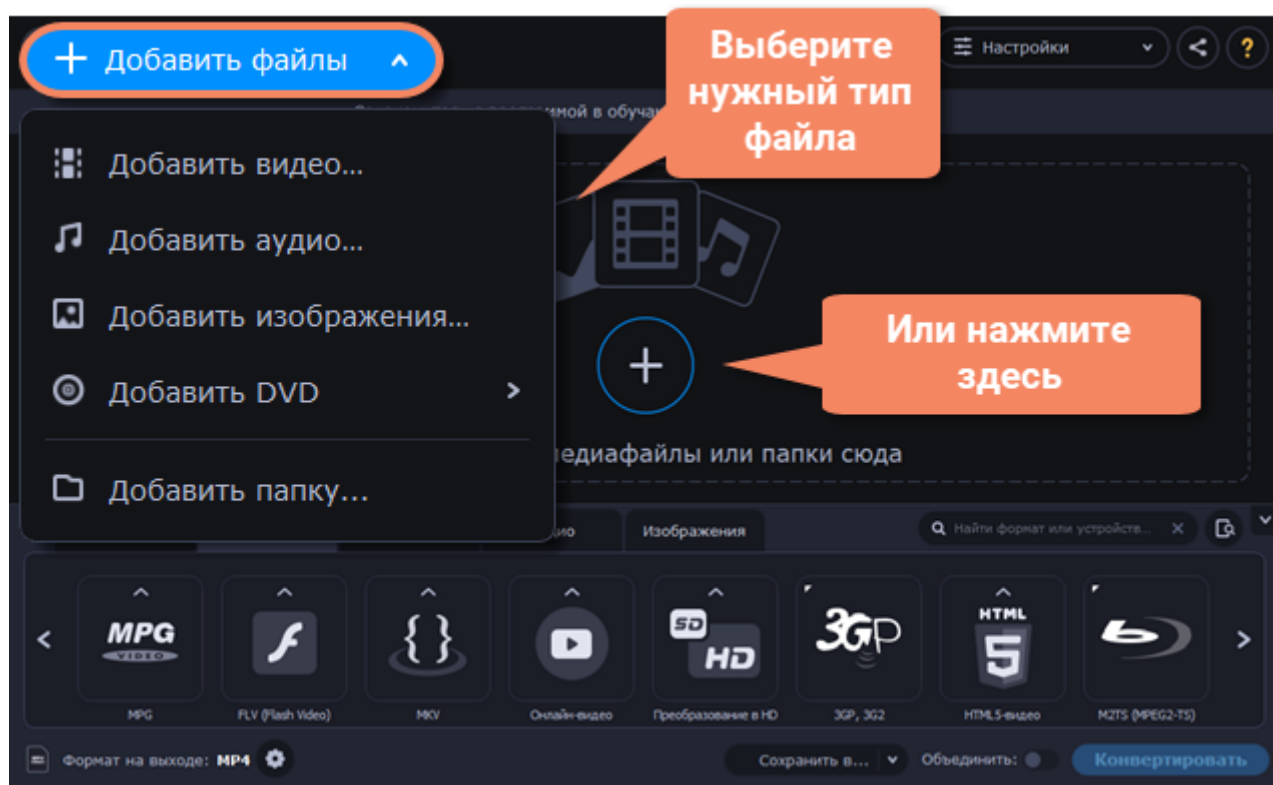 Добавить файлы
Выберите
нужный тип
файла
Настройки
?
Добавить видео...
Добавить аудио...
Добавить изображения...
Добавить DVD
Добавить папку...
Или нажмите
здесь
или папки сюда
Изображения
Найти формат или устройств...
MPG
VIDEO
SD
HD
3GP
HTML
5
MPG
FLV (Flash Video)
MKV
Онлайн-видео
Преобразование в HD
3GP, 3G2
HTML5-видео
M2TS (MPEG2-TS)
Формат на выходе: MP4
Сохранить в...
Объединить:
Конвертировать